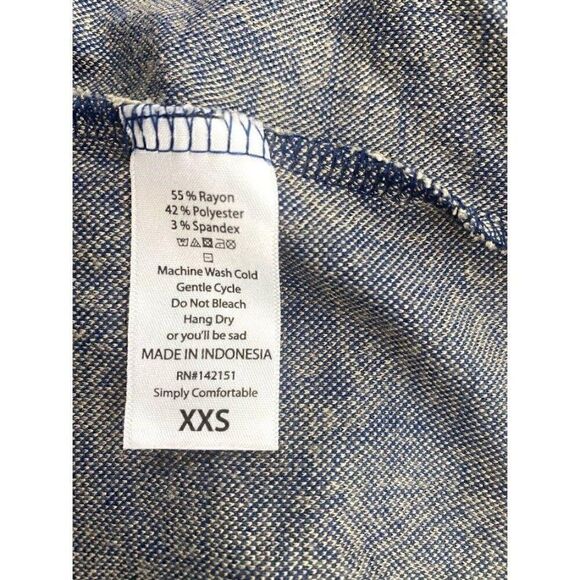 55 % Rayon
42 % Polyester
3 % Spandex
Machine Wash Cold
Gentle Cycle
Do Not Bleach
Hang Dry
or you'll be sad
MADE IN INDONESIA
RN#142151
Simply Comfortable
XXS